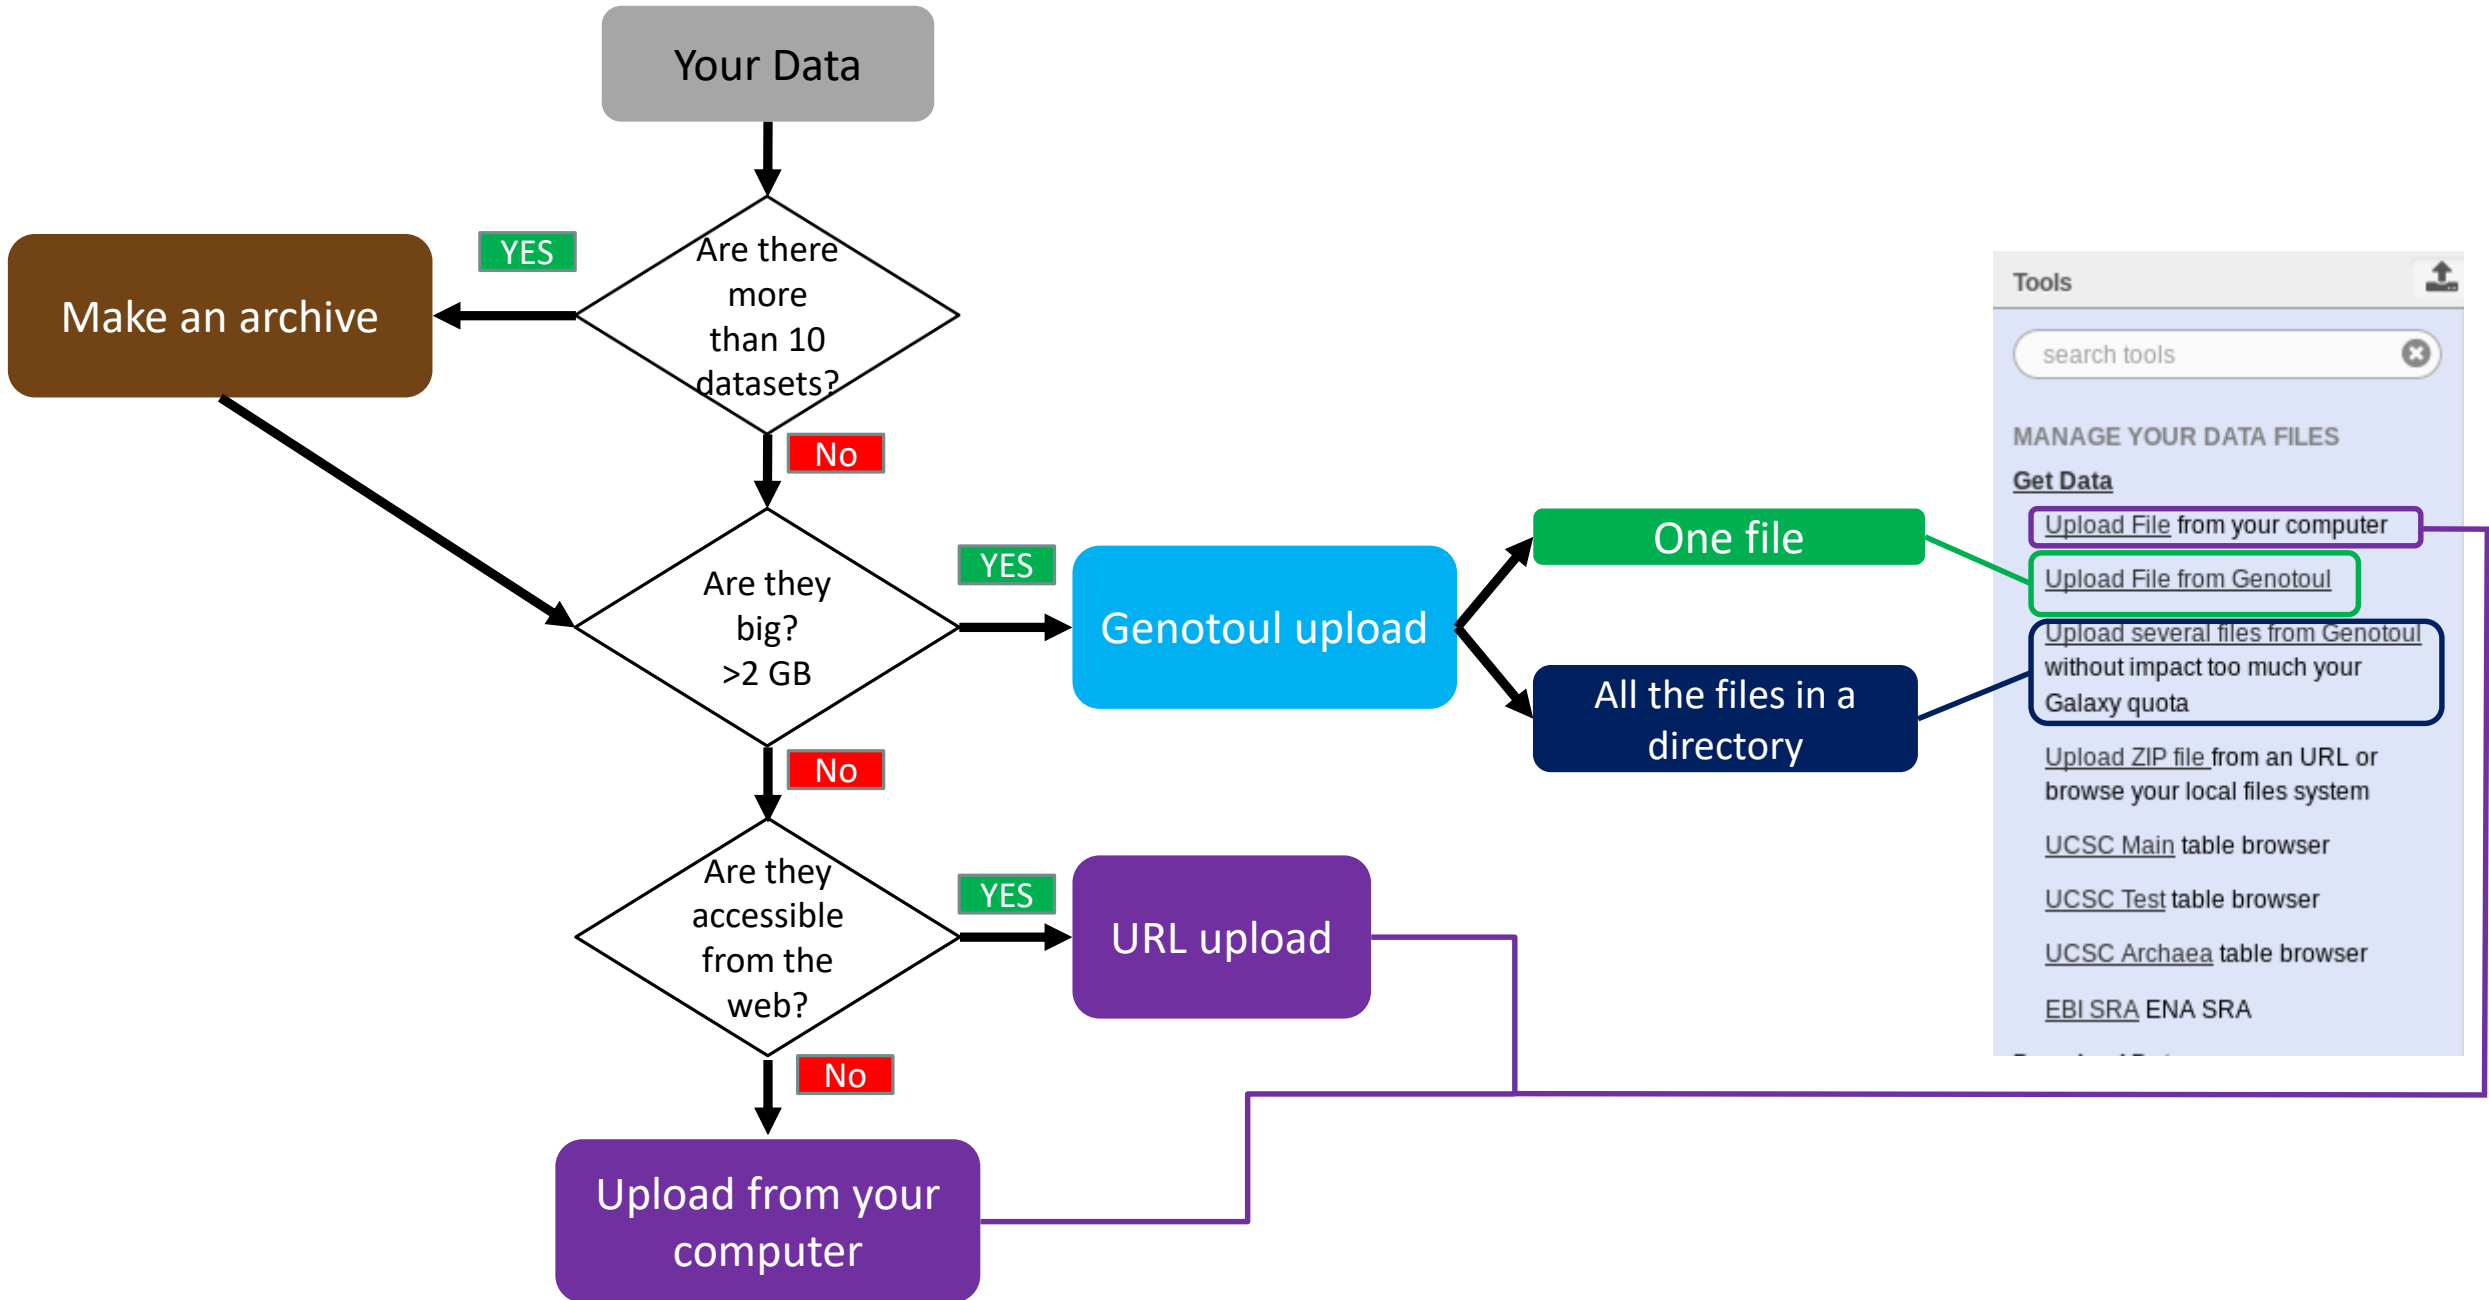 Your Data
Are there
more
than 10
datasets?
YES
Make an archive
No
Are they
big?
>2 GB
YES
Genotoul upload
One file
All the files in a
directory
No
Are they
accessible
from the
web?
YES
URL upload
No
Upload from your
computer
Tools
search tools
MANAGE YOUR DATA FILES
Get Data
Upload File from your computer
Upload File from Genotoul
Upload several files from Genotoul
without impact too much your
Galaxy quota
Upload ZIP file from an URL or
browse your local files system
UCSC Main table browser
UCSC Test table browser
UCSC Archaea table browser
EBI SRA ENA SRA